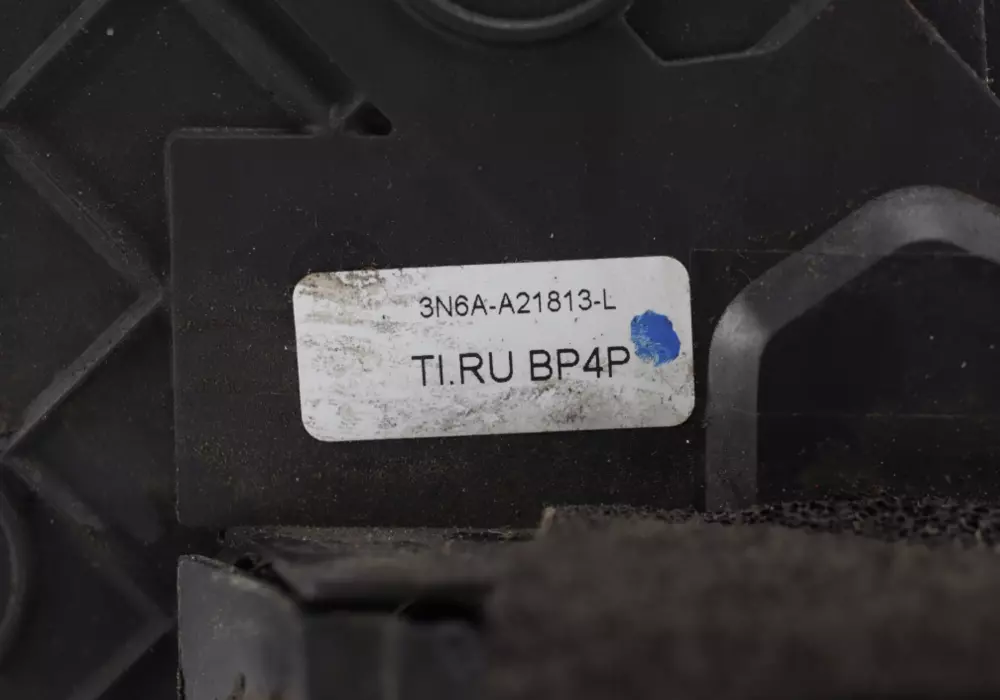 3N6A-A21813-L
TI.RU BP4P